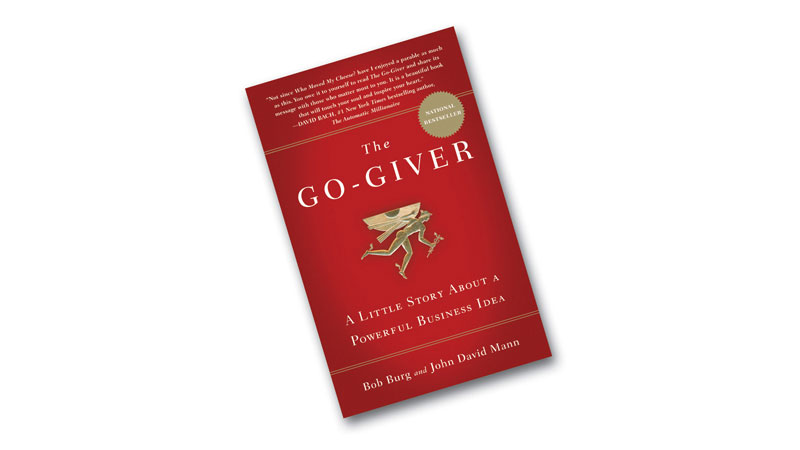 "Not since Who Moved My Cheese? have I enjoyed a parable as much
as this. You owe it to yourself to read The Go-Giver and share its
message with those who matter most to you. It is a beautiful book
that will touch your soul and inspire your heart."
—DAVID BACH, #1 New York Times bestselling author,
The Automatic Millionaire
NATIONAL
BESTSELLER
The
GO-GIVER
A Little Story About a
Powerful Business Idea
Bob Burg and John David Mann